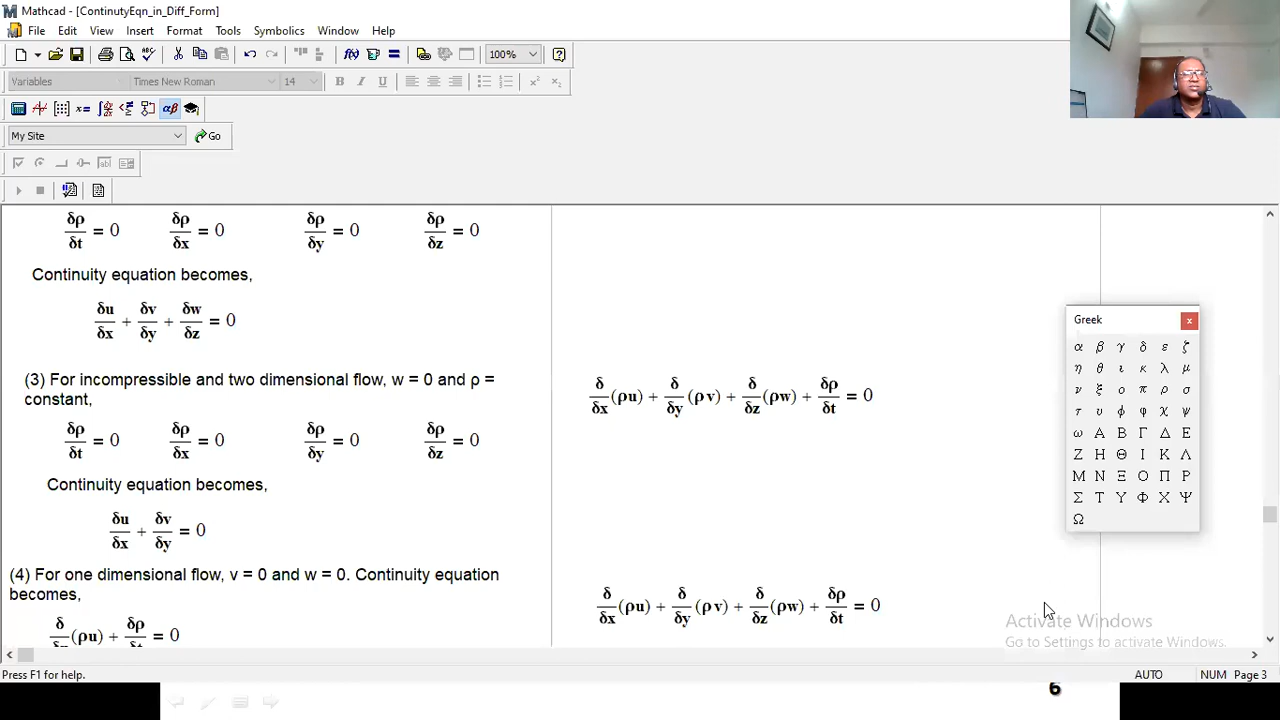 Mathcad - [ContinutyEqn_in_Diff_Form]
File Edit View Insert Format Tools Symbolics Window Help
100%
Variables Times New Roman 14 B I U
αβ
My Site Go
δρ/δt = 0 δρ/δx = 0 δρ/δy = 0 δρ/δz = 0
Continuity equation becomes,
δu/δx + δv/δy + δw/δz = 0
(3) For incompressible and two dimensional flow, w = 0 and ρ =
constant,
δ/δx(ρu) + δ/δy(ρv) + δ/δz(ρw) + δρ/δt = 0
δρ/δt = 0 δρ/δx = 0 δρ/δy = 0 δρ/δz = 0
Continuity equation becomes,
δu/δx + δv/δy = 0
(4) For one dimensional flow, v = 0 and w = 0. Continuity equation
becomes,
δ/δx(ρu) + δ/δy(ρv) + δ/δz(ρw) + δρ/δt = 0
(ρu) + δρ = 0
Greek
α β γ δ ε ζ
η θ ι κ λ μ
ν ξ ο π ρ σ
τ υ ϕ φ χ ψ
ω Α Β Γ Δ Ε
Ζ Η Θ Ι Κ Λ
Μ Ν Ξ Ο Π Ρ
Σ Τ Υ Φ Χ Ψ
Ω
Activate Windows
Go to Settings to activate Windows.
Press F1 for help. AUTO NUM Page 3
6